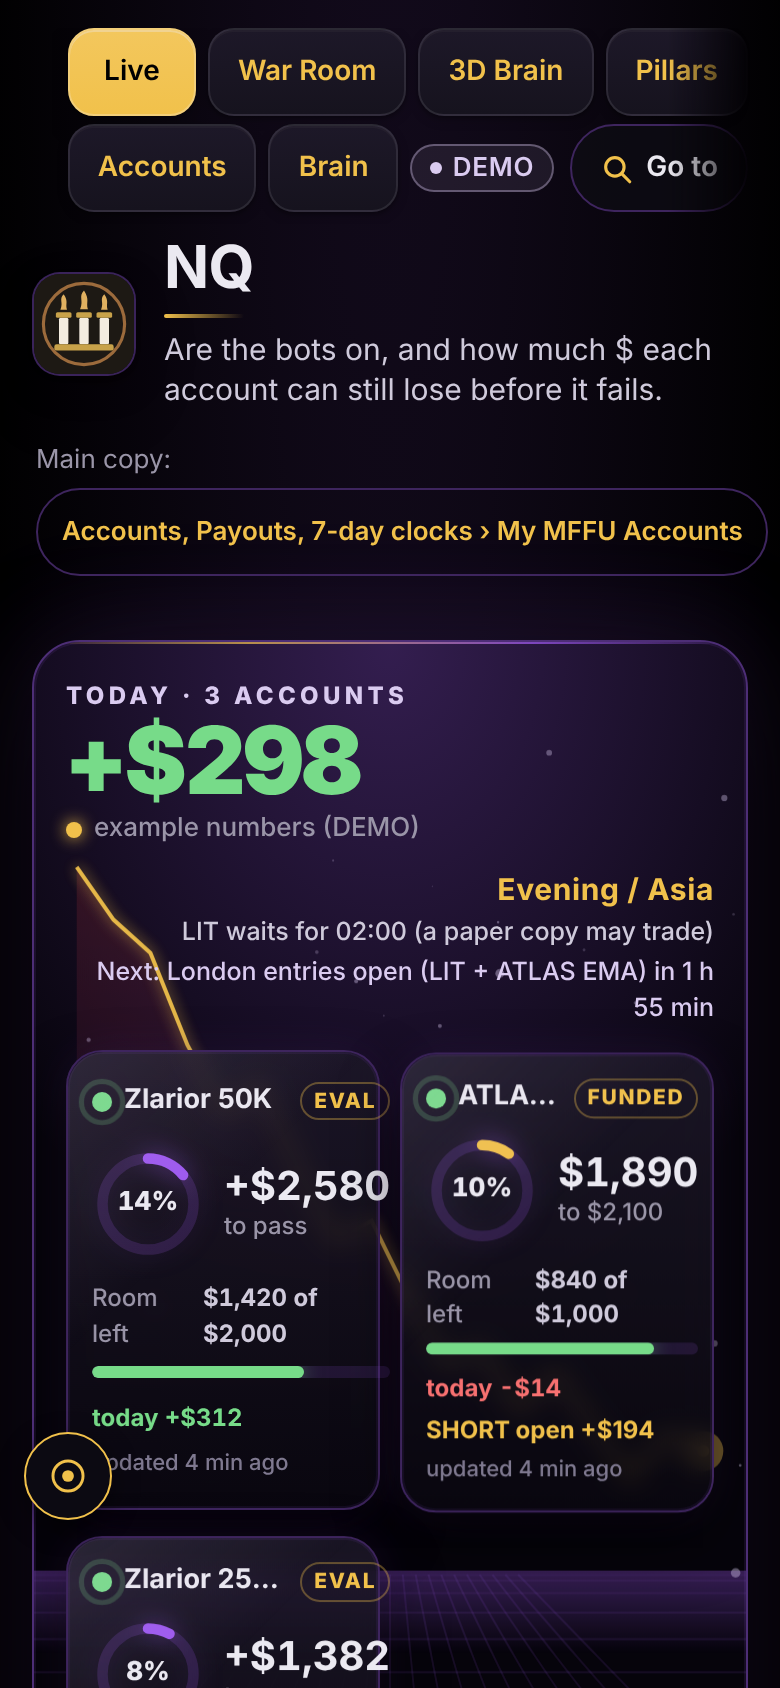 Live
War Room
3D Brain
Pillars
Accounts
Brain
DEMO
Go to
NQ
Are the bots on, and how much $ each
account can still lose before it fails.
Main copy:
Accounts, Payouts, 7-day clocks › My MFFU Accounts
TODAY · 3 ACCOUNTS
+$298
example numbers (DEMO)
Evening / Asia
LIT waits for 02:00 (a paper copy may trade)
Next: London entries open (LIT + ATLAS EMA) in 1 h
55 min
Zlarior 50K
EVAL
14%
+$2,580
to pass
Room
left
$1,420 of
$2,000
today +$312
pdated 4 min ago
ATLA...
FUNDED
10%
$1,890
to $2,100
Room
left
$840 of
$1,000
today -$14
SHORT open +$194
updated 4 min ago
Zlarior 25...
EVAL
8%
+$1,382